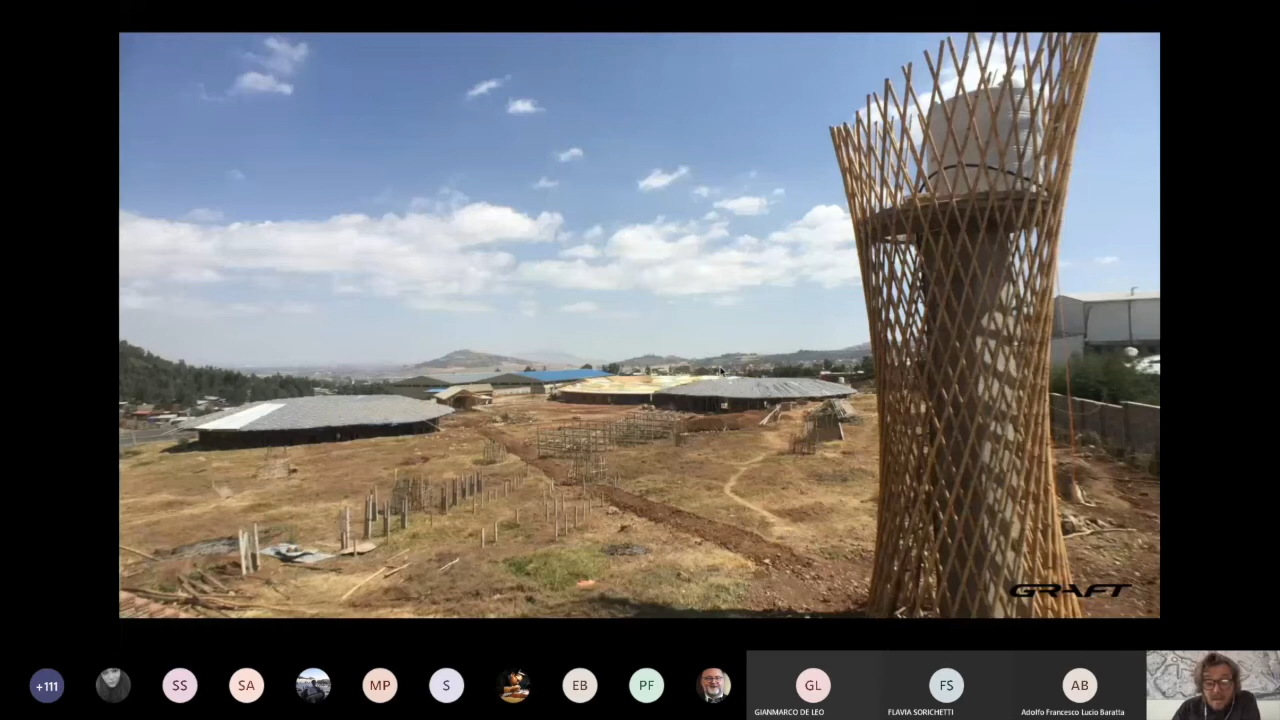 GRAFT
+111
SS
SA
MP
S
EB
PF
GL
FS
AB
GIANMARCO DE LEO
FLAVIA SORICHETTI
Adolfo Francesco Lucio Baratta